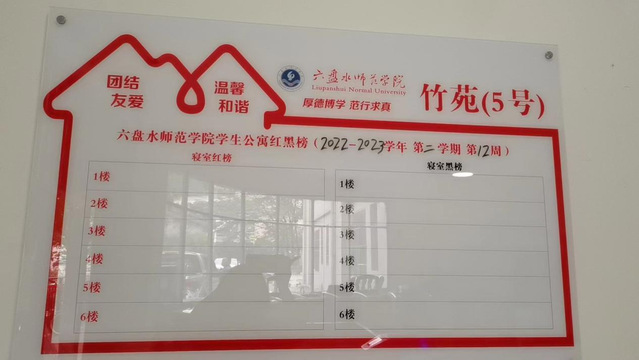 团结
友爱
温馨
和谐
六盘水师范学院
Liupanshui Normal University
厚德博学 范行求真
竹苑(5号)
六盘水师范学院学生公寓红黑榜(2022-2023学年 第二学期 第12周)
寝室红榜
寝室黑榜
1楼
1楼
2楼
2楼
3楼
3楼
4楼
4楼
5楼
5楼
6楼
6楼